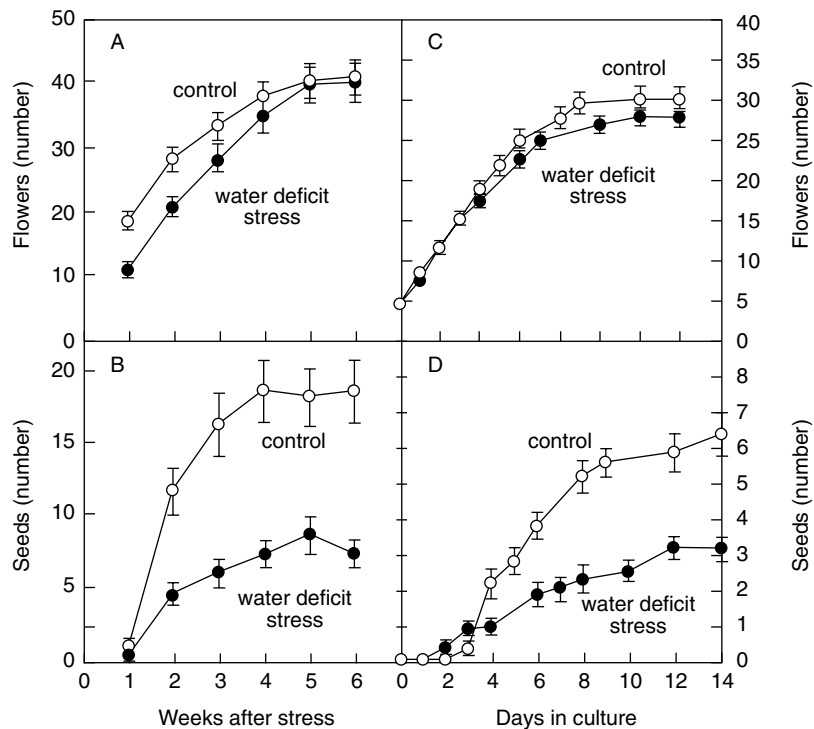 A
50
40
30
20
10
0
Flowers (number)
control
water deficit
stress
C
40
35
30
25
20
15
10
5
0
Flowers (number)
control
water deficit
stress
B
20
15
10
5
0
Seeds (number)
control
water deficit
stress
0 1 2 3 4 5 6
Weeks after stress
D
8
7
6
5
4
3
2
1
0
Seeds (number)
control
water deficit
stress
0 2 4 6 8 10 12 14
Days in culture